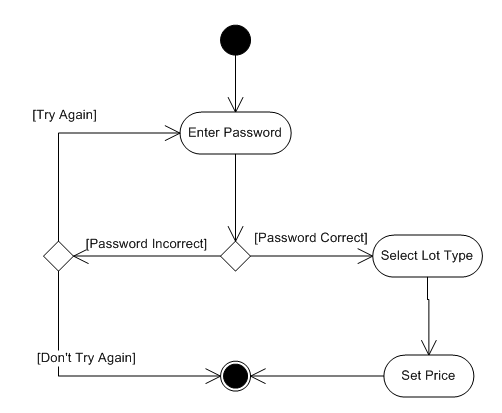 [Try Again]
Enter Password
[Password Incorrect]
[Password Correct]
Select Lot Type
[Don't Try Again]
Set Price